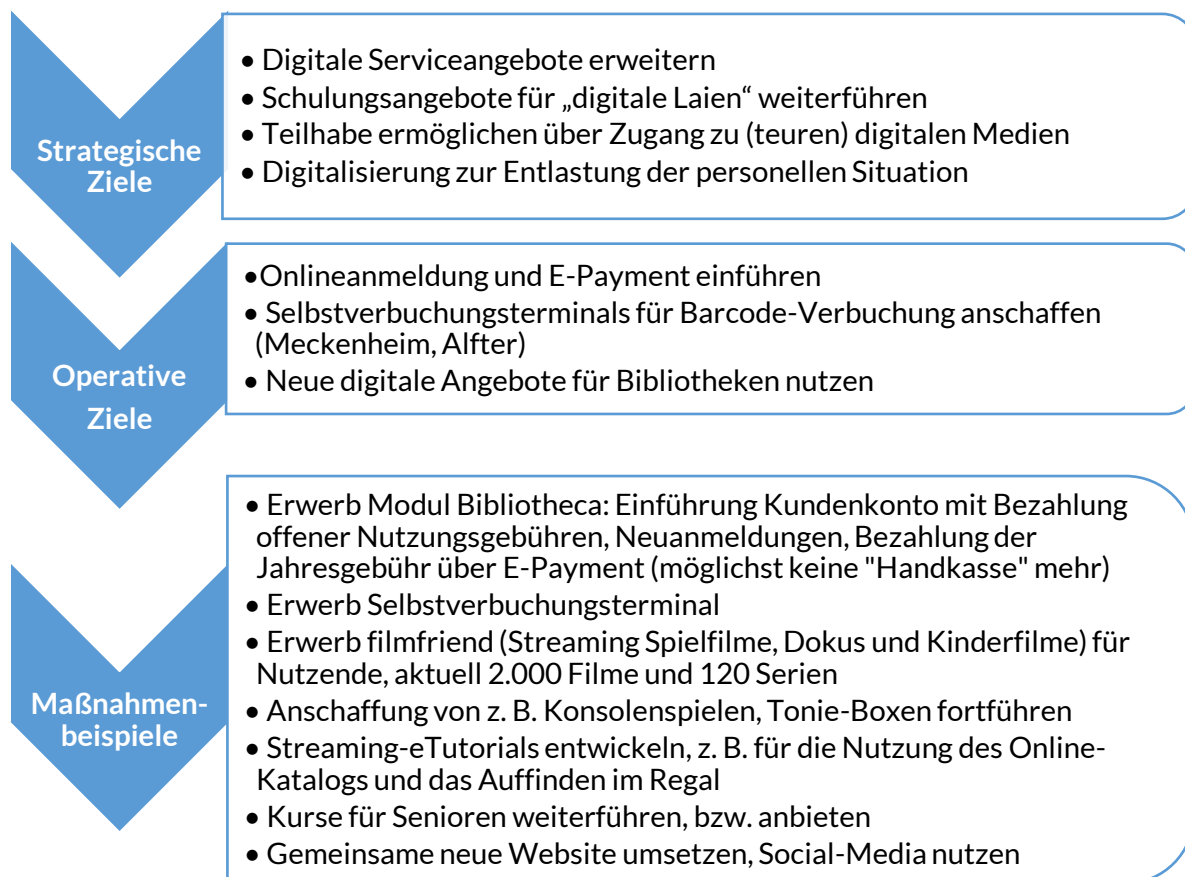 Strategische
Ziele
• Digitale Serviceangebote erweitern
• Schulungsangebote für „digitale Laien“ weiterführen
• Teilhabe ermöglichen über Zugang zu (teuren) digitalen Medien
• Digitalisierung zur Entlastung der personellen Situation
Operative
Ziele
•Onlineanmeldung und E-Payment einführen
• Selbstverbuchungsterminals für Barcode-Verbuchung anschaffen
(Meckenheim, Alfter)
• Neue digitale Angebote für Bibliotheken nutzen
Maßnahmen-
beispiele
• Erwerb Modul Bibliotheca: Einführung Kundenkonto mit Bezahlung
offener Nutzungsgebühren, Neuanmeldungen, Bezahlung der
Jahresgebühr über E-Payment (möglichst keine "Handkasse" mehr)
• Erwerb Selbstverbuchungsterminal
• Erwerb filmfriend (Streaming Spielfilme, Dokus und Kinderfilme) für
Nutzende, aktuell 2.000 Filme und 120 Serien
• Anschaffung von z. B. Konsolenspielen, Tonie-Boxen fortführen
• Streaming-eTutorials entwickeln, z. B. für die Nutzung des Online-
Katalogs und das Auffinden im Regal
• Kurse für Senioren weiterführen, bzw. anbieten
• Gemeinsame neue Website umsetzen, Social-Media nutzen